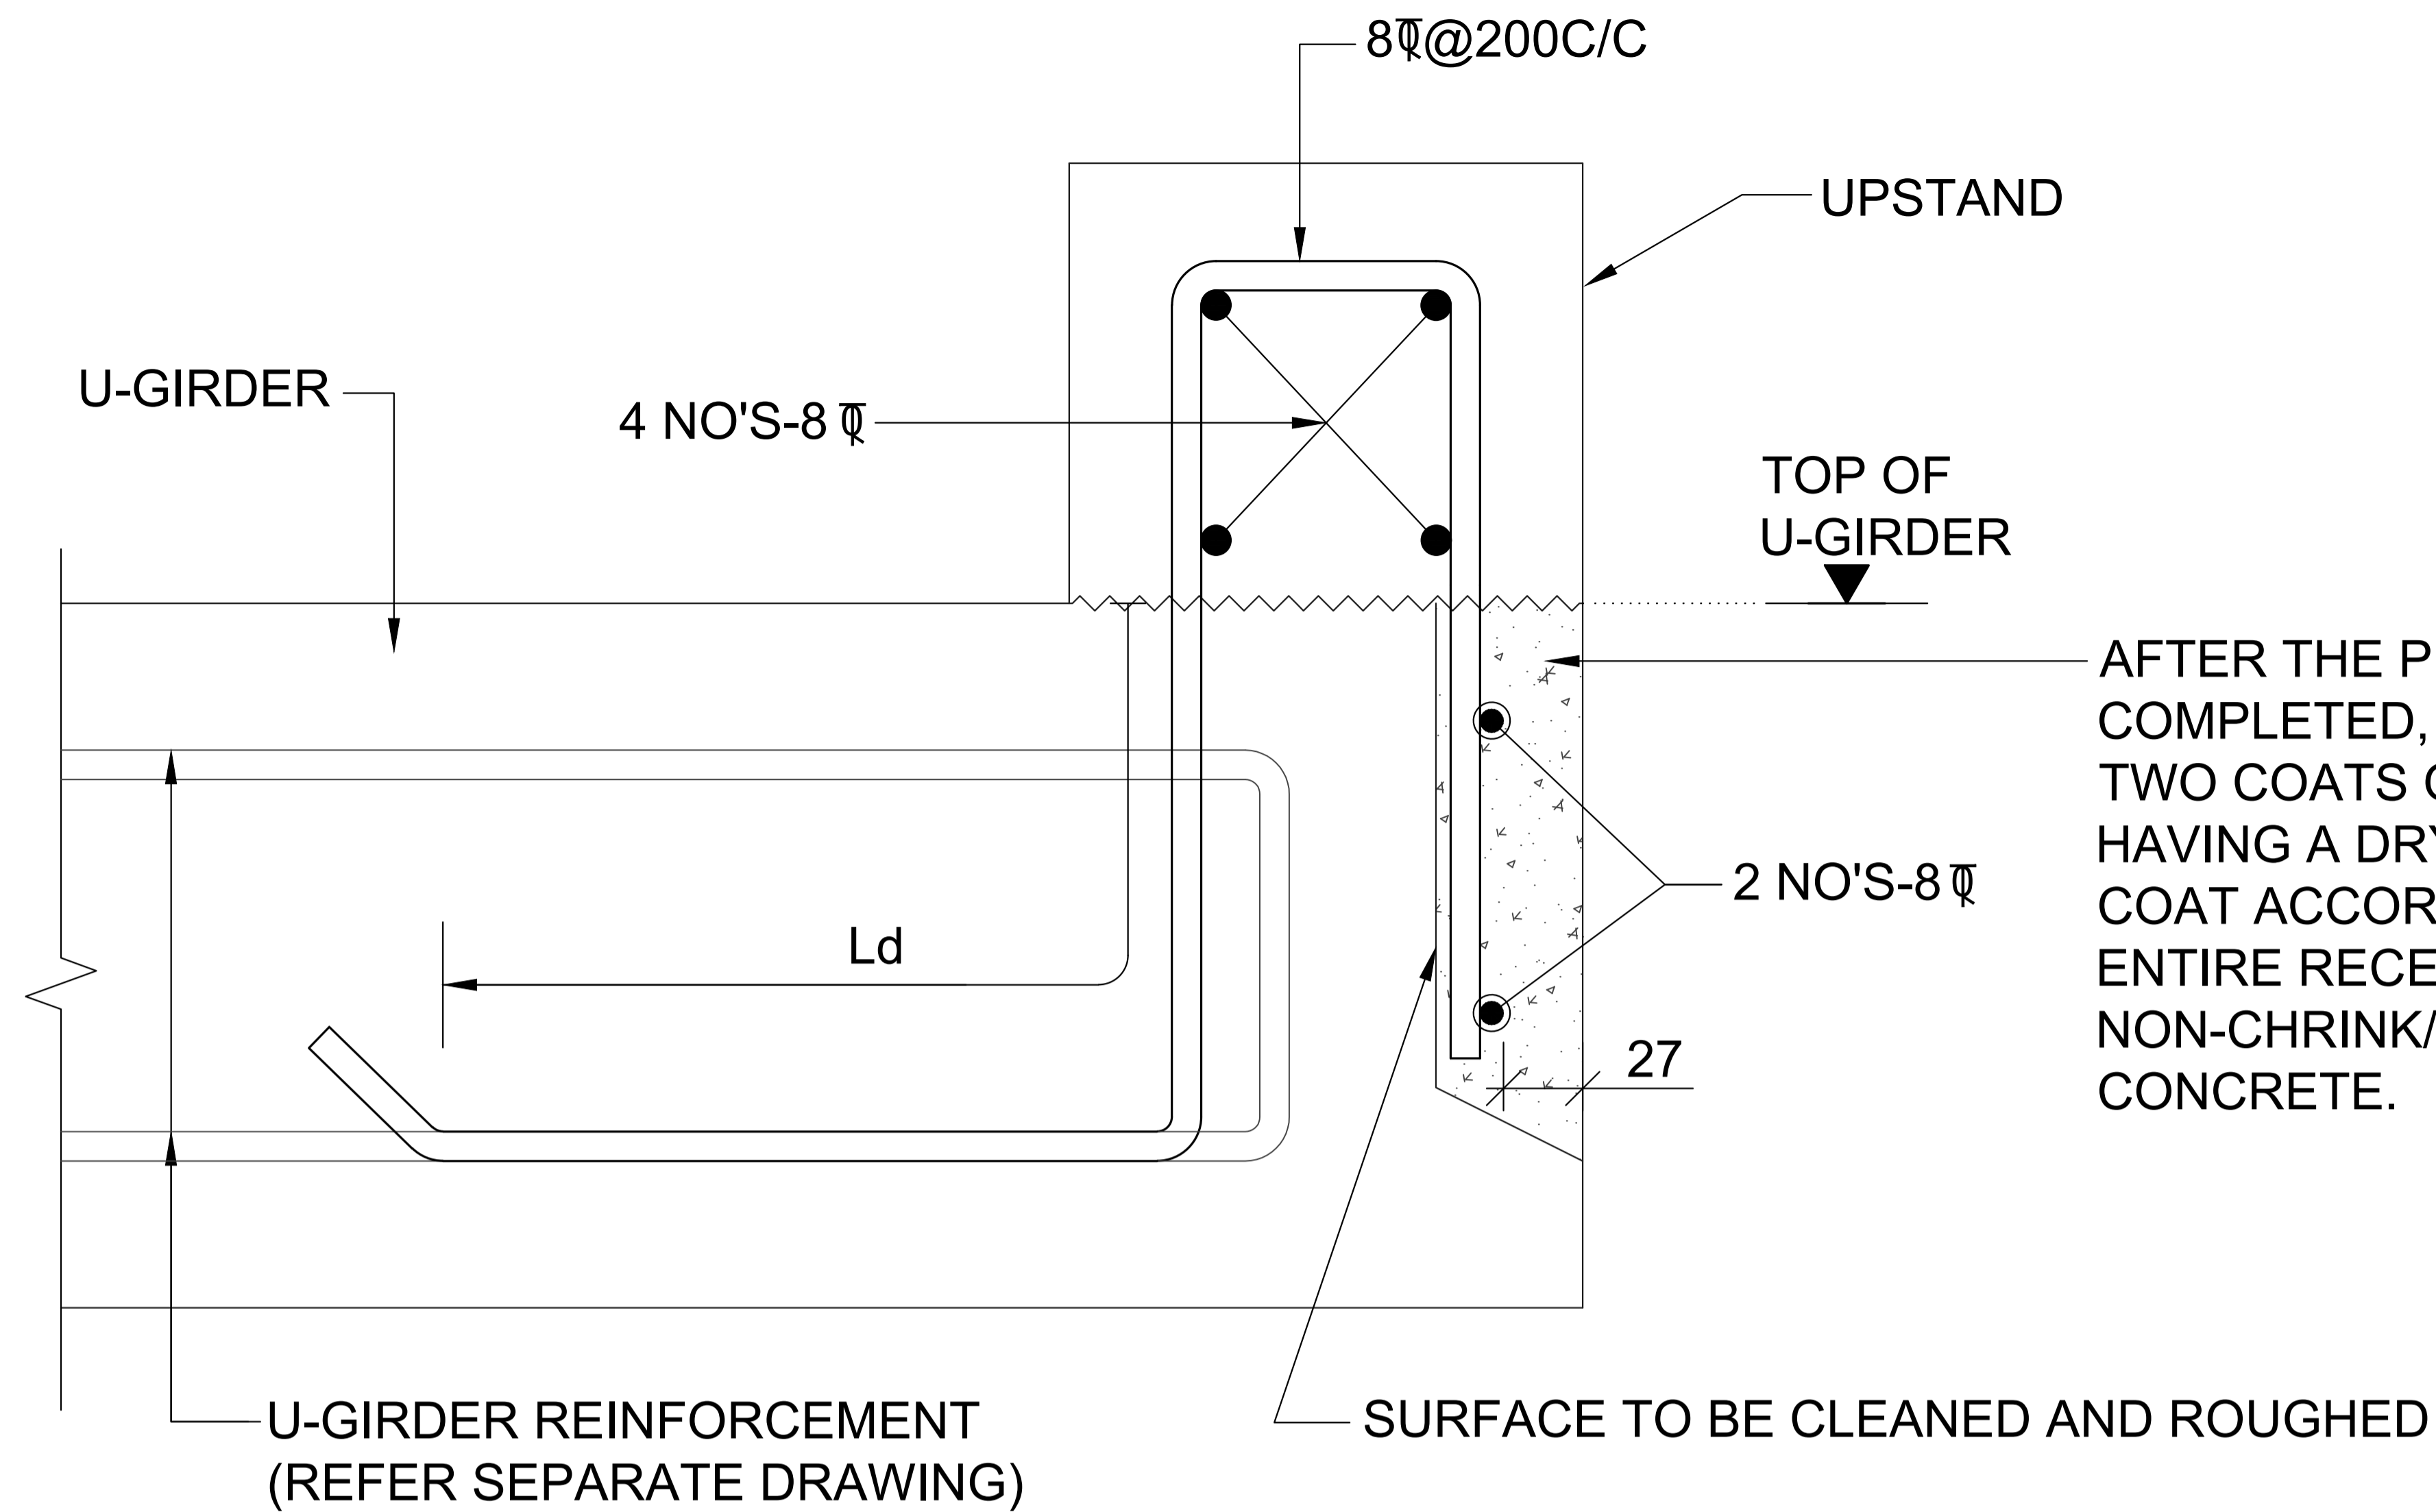 8@200C/C
UPSTAND
U-GIRDER
4 NO'S-8
TOP OF
U-GIRDER
AFTER THE P
COMPLETED,
TWO COATS
HAVING A DRY
COAT ACCOR
ENTIRE RECE
NON-CHRINK/
CONCRETE.
Ld
2 NO'S-8
27
U-GIRDER REINFORCEMENT
(REFER SEPARATE DRAWING)
SURFACE TO BE CLEANED AND ROUGHED